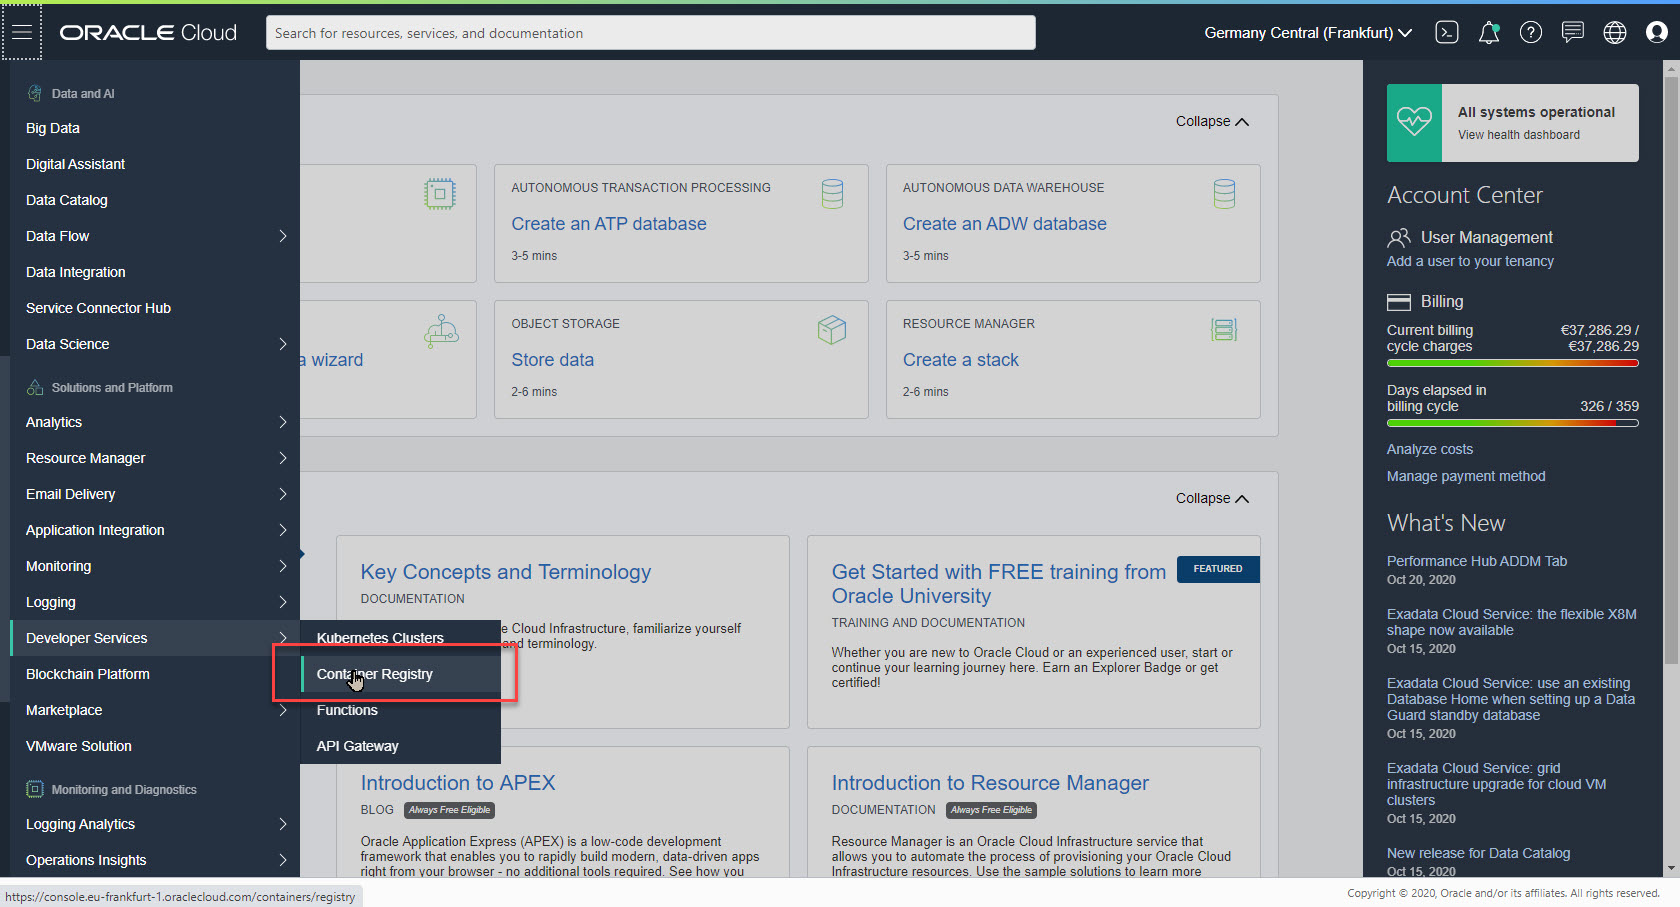 ORACLE Cloud
Search for resources, services, and documentation
Germany Central (Frankfurt)
Data and AI
Big Data
Digital Assistant
Data Catalog
Data Flow
Data Integration
Service Connector Hub
Data Science
Solutions and Platform
Analytics
Resource Manager
Email Delivery
Application Integration
Monitoring
Logging
Developer Services
Blockchain Platform
Marketplace
VMware Solution
Monitoring and Diagnostics
Logging Analytics
Operations Insights
Kubernetes Clusters
Container Registry
Functions
API Gateway
Collapse
AUTONOMOUS TRANSACTION PROCESSING
Create an ATP database
3-5 mins
AUTONOMOUS DATA WAREHOUSE
Create an ADW database
3-5 mins
a wizard
OBJECT STORAGE
Store data
2-6 mins
RESOURCE MANAGER
Create a stack
2-6 mins
Collapse
Key Concepts and Terminology
DOCUMENTATION
e Cloud Infrastructure, familiarize yourself
and terminology.
Get Started with FREE training from
Oracle University
FEATURED
TRAINING AND DOCUMENTATION
Whether you are new to Oracle Cloud or an experienced user, start or
continue your learning journey here. Earn an Explorer Badge or get
certified!
Introduction to APEX
BLOG Always Free Eligible
Oracle Application Express (APEX) is a low-code development
framework that enables you to rapidly build modern, data-driven apps
right from your browser - no additional tools required. See how you
Introduction to Resource Manager
DOCUMENTATION Always Free Eligible
Resource Manager is an Oracle Cloud Infrastructure service that
allows you to automate the process of provisioning your Oracle Cloud
Infrastructure resources. Use the sample solutions to learn more
All systems operational
View health dashboard
Account Center
User Management
Add a user to your tenancy
Billing
Current billing €37,286.29 /
cycle charges €37,286.29
Days elapsed in
billing cycle 326 / 359
Analyze costs
Manage payment method
What's New
Performance Hub ADDM Tab
Oct 20, 2020
Exadata Cloud Service: the flexible X8M
shape now available
Oct 15, 2020
Exadata Cloud Service: use an existing
Database Home when setting up a Data
Guard standby database
Oct 15, 2020
Exadata Cloud Service: grid
infrastructure upgrade for cloud VM
clusters
Oct 15, 2020
New release for Data Catalog
Oct 15, 2020
https://console.eu-frankfurt-1.oraclecloud.com/containers/registry
Copyright © 2020, Oracle and/or its affiliates. All rights reserved.